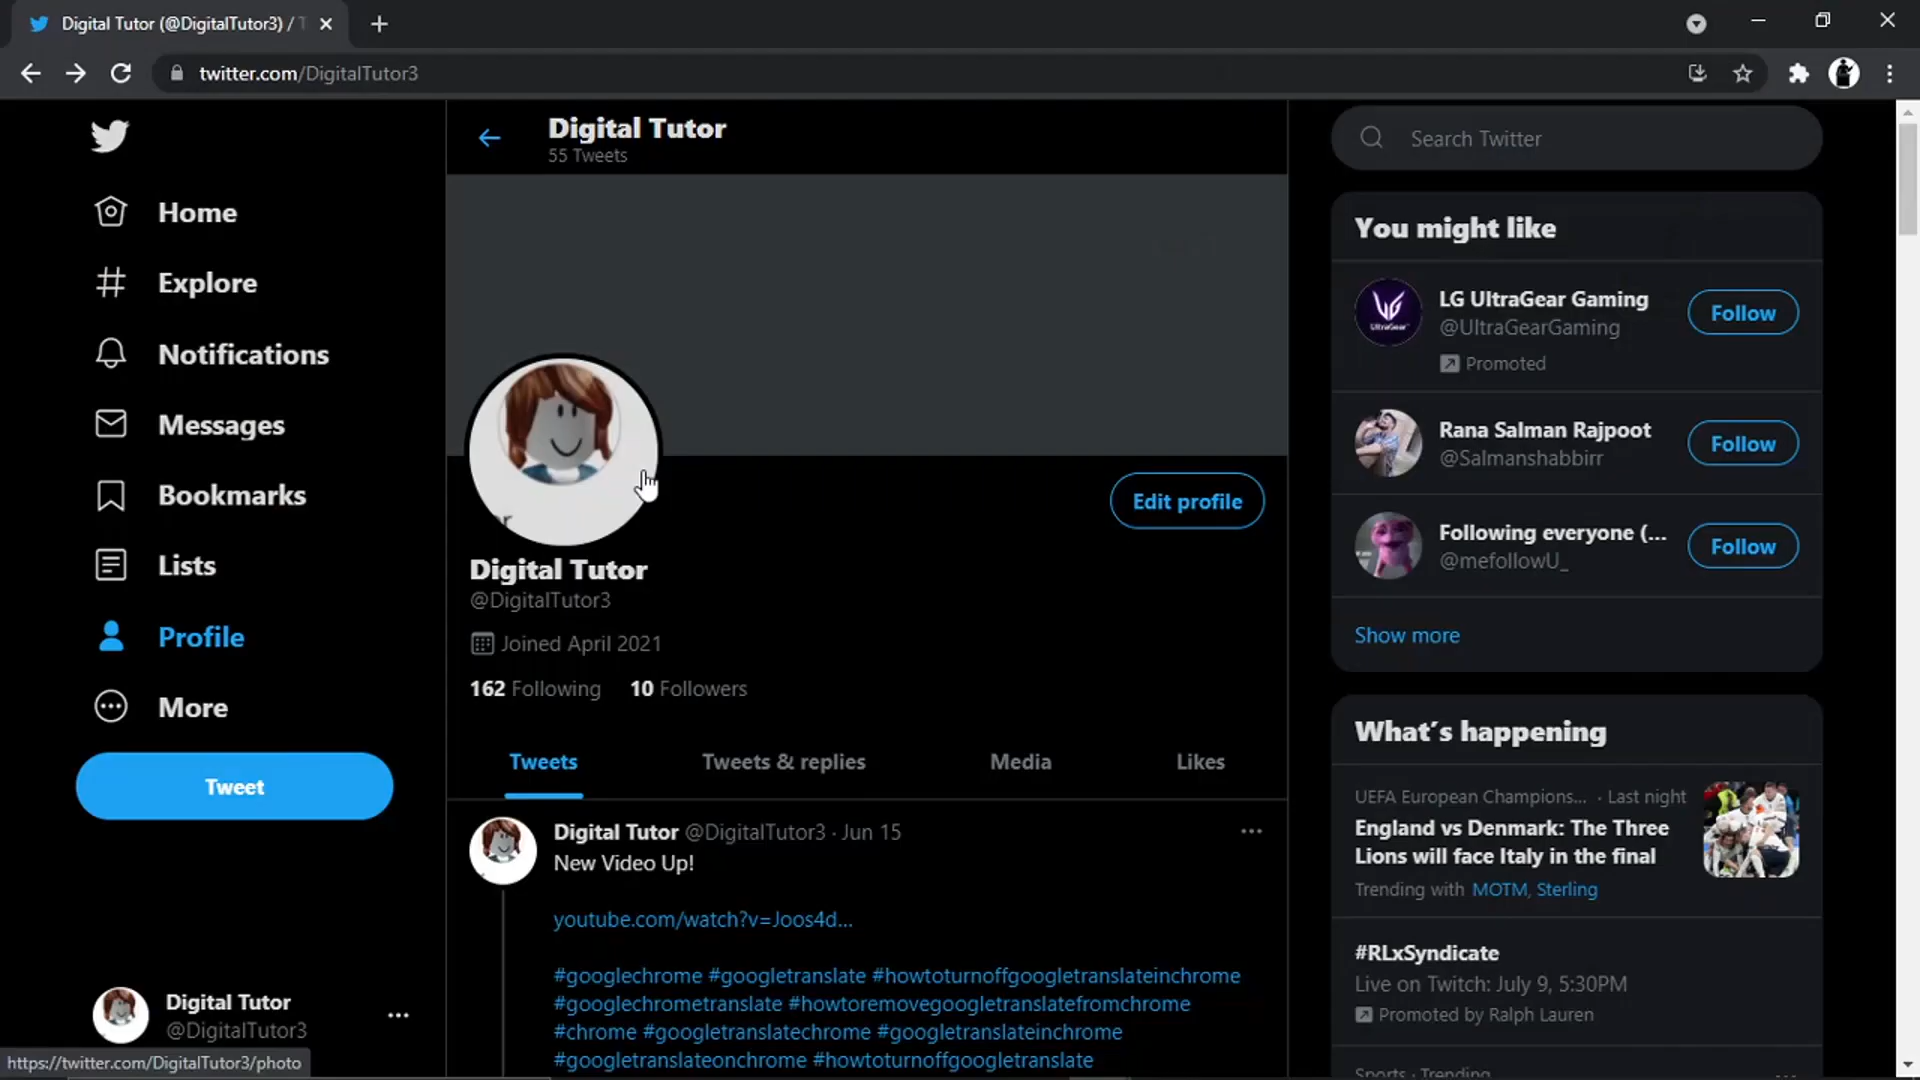 Digital Tutor (@DigitalTutor3) / T
twitter.com/DigitalTutor3
Home
Explore
Notifications
Messages
Bookmarks
Lists
Profile
More
Tweet
Digital Tutor
@DigitalTutor3
https://twitter.com/DigitalTutor3/photo
Digital Tutor
55 Tweets
Edit profile
Digital Tutor
@DigitalTutor3
Joined April 2021
162 Following 10 Followers
Tweets Tweets & replies Media Likes
Digital Tutor @DigitalTutor3 · Jun 15
New Video Up!
youtube.com/watch?v=Joos4d...
#googlechrome #googletranslate #howtoturnoffgoogletranslateinchrome
#googlechrometranslate #howtoremovegoogletranslatefromchrome
#chrome #googletranslatechrome #googletranslateinchrome
#googletranslateonchrome #howtoturnoffgoogletranslate
Search Twitter
You might like
LG UltraGear Gaming
@UltraGearGaming
Promoted
Follow
Rana Salman Rajpoot
@Salmanshabbirr
Follow
Following everyone (...
@mefollowU_
Follow
Show more
What's happening
UEFA European Champions... · Last night
England vs Denmark: The Three
Lions will face Italy in the final
Trending with MOTM, Sterling
#RLxSyndicate
Live on Twitch: July 9, 5:30PM
Promoted by Ralph Lauren
Sports · Trending